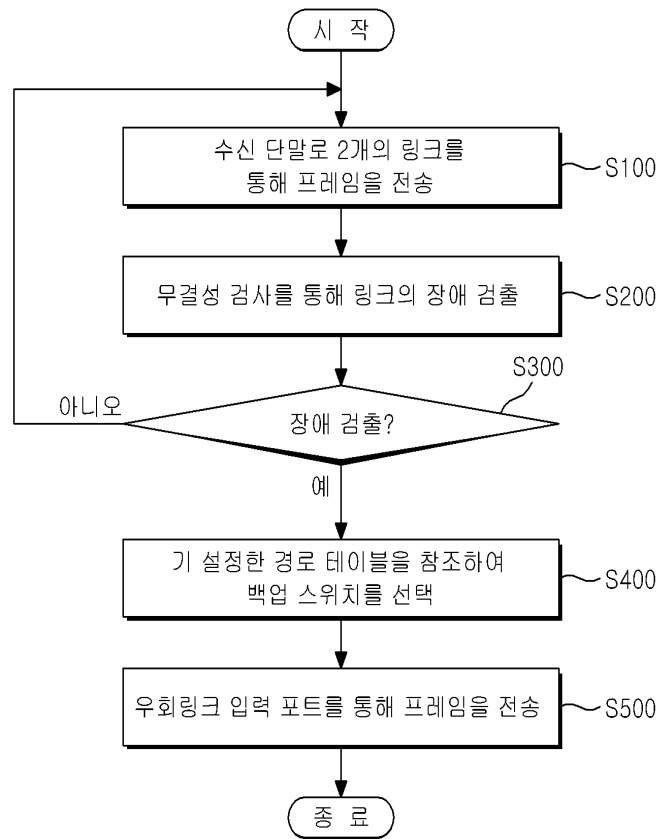 시 작
수신 단말로 2개의 링크를
통해 프레임을 전송
S100
무결성 검사를 통해 링크의 장애 검출
S200
S300
아니오
장애 검출?
예
기 설정한 경로 테이블을 참조하여
백업 스위치를 선택
S400
우회링크 입력 포트를 통해 프레임을 전송
S500
종 료